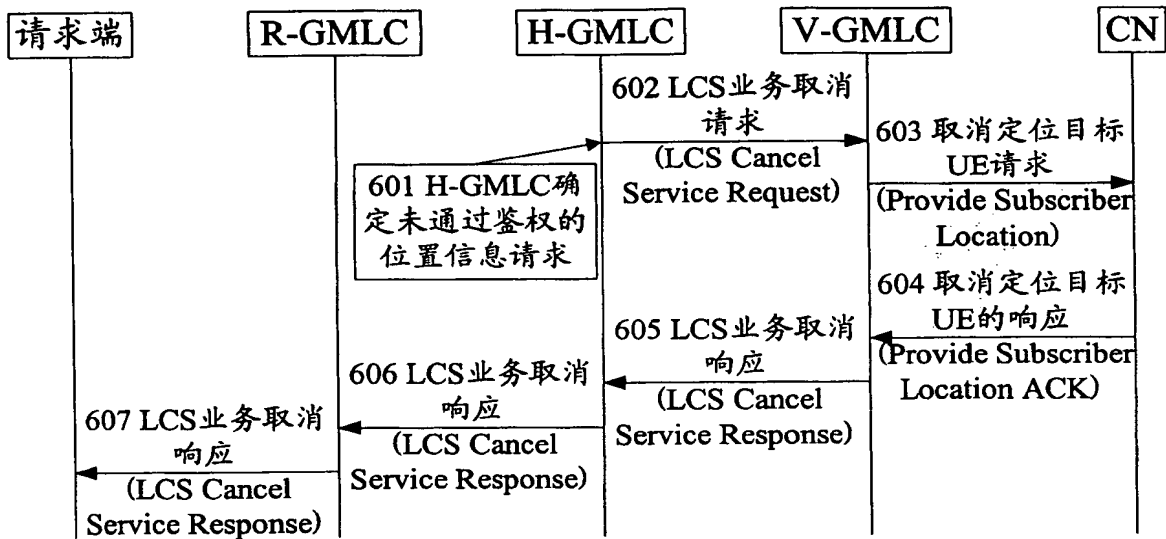 请求端
R-GMLC
H-GMLC
V-GMLC
CN
602 LCS业务取消
请求
(LCS Cancel
Service Request)
603 取消定位目标
UE请求
(Provide Subscriber
Location)
601 H-GMLC确
定未通过鉴权的
位置信息请求
604 取消定位目标
UE的响应
(Provide Subscriber
Location ACK)
605 LCS业务取消
响应
(LCS Cancel
Service Response)
606 LCS业务取消
响应
(LCS Cancel
Service Response)
607 LCS业务取消
响应
(LCS Cancel
Service Response)